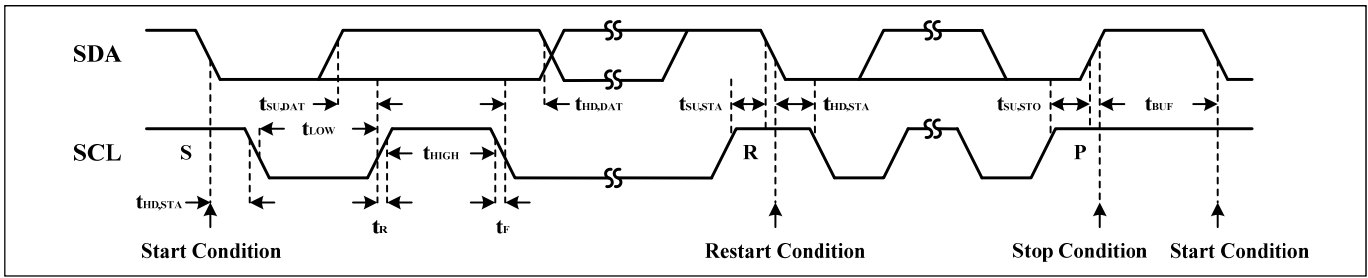 SDA
tSU,DAT
tHD,DAT
tSU,STA
tHD,STA
tSU,STO
tBUF
tLOW
SCL
S
tHIGH
R
P
tHD,STA
tR
tF
Start Condition
Restart Condition
Stop Condition
Start Condition